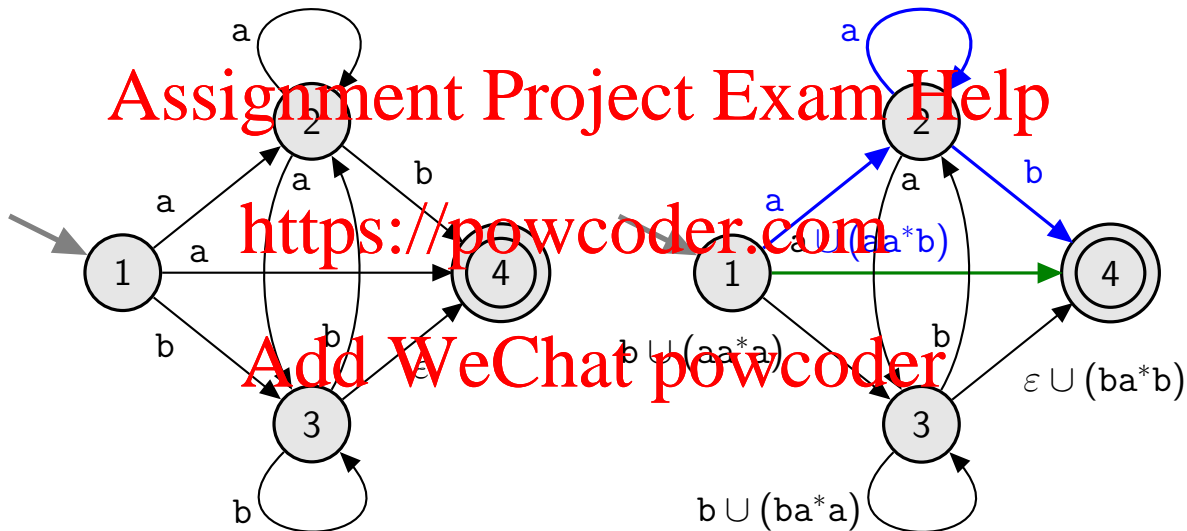 a a
Assignment Project Exam Help
2 2
a a
b b
a a
https://powcoder.com
a a ∪ (aa*b)
1 4 1 4
b b
b b ∪ (aa*a)
Add WeChat powcoder
ε ε ∪ (ba*b)
3 3
b b ∪ (ba*a)